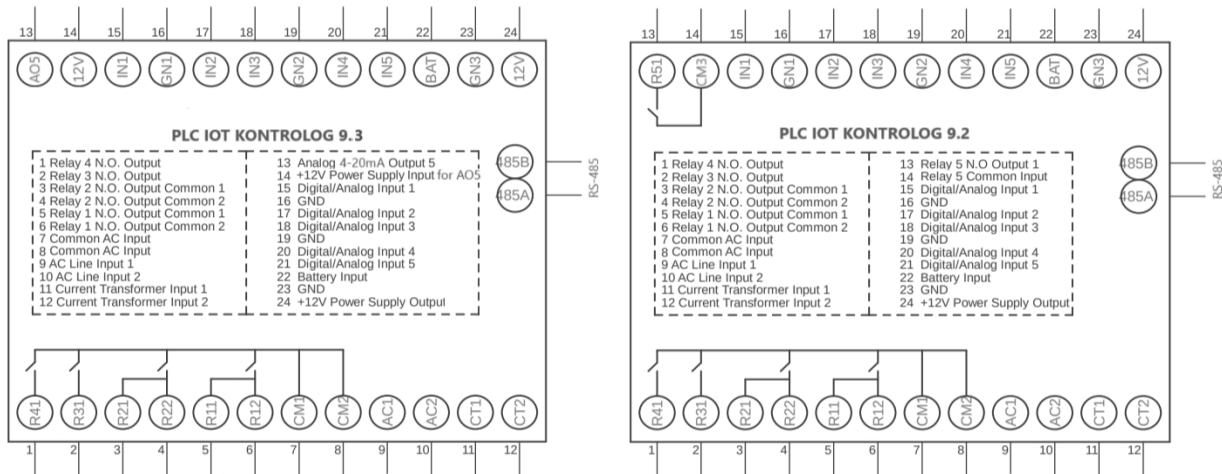 13 14 15 16 17 18 19 20 21 22 23 24
AO5 12V IN1 GN1 IN2 IN3 GN2 IN4 IN5 BAT GN3 12V
PLC IOT KONTROLOG 9.3
1 Relay 4 N.O. Output
2 Relay 3 N.O. Output
3 Relay 2 N.O. Output Common 1
4 Relay 2 N.O. Output Common 2
5 Relay 1 N.O. Output Common 1
6 Relay 1 N.O. Output Common 2
7 Common AC Input
8 Common AC Input
9 AC Line Input 1
10 AC Line Input 2
11 Current Transformer Input 1
12 Current Transformer Input 2
13 Analog 4-20mA Output 5
14 +12V Power Supply Input for AO5
15 Digital/Analog Input 1
16 GND
17 Digital/Analog Input 2
18 Digital/Analog Input 3
19 GND
20 Digital/Analog Input 4
21 Digital/Analog Input 5
22 Battery Input
23 GND
24 +12V Power Supply Output
485B
485A
RS-485
R41 R31 R21 R22 R11 R12 CM1 CM2 AC1 AC2 CT1 CT2
1 2 3 4 5 6 7 8 9 10 11 12
13 14 15 16 17 18 19 20 21 22 23 24
R51 CM3 IN1 GN1 IN2 IN3 GN2 IN4 IN5 BAT GN3 12V
PLC IOT KONTROLOG 9.2
1 Relay 4 N.O. Output
2 Relay 3 N.O. Output
3 Relay 2 N.O. Output Common 1
4 Relay 2 N.O. Output Common 2
5 Relay 1 N.O. Output Common 1
6 Relay 1 N.O. Output Common 2
7 Common AC Input
8 Common AC Input
9 AC Line Input 1
10 AC Line Input 2
11 Current Transformer Input 1
12 Current Transformer Input 2
13 Relay 5 N.O Output 1
14 Relay 5 Common Input
15 Digital/Analog Input 1
16 GND
17 Digital/Analog Input 2
18 Digital/Analog Input 3
19 GND
20 Digital/Analog Input 4
21 Digital/Analog Input 5
22 Battery Input
23 GND
24 +12V Power Supply Output
485B
485A
RS-485
R41 R31 R21 R22 R11 R12 CM1 CM2 AC1 AC2 CT1 CT2
1 2 3 4 5 6 7 8 9 10 11 12